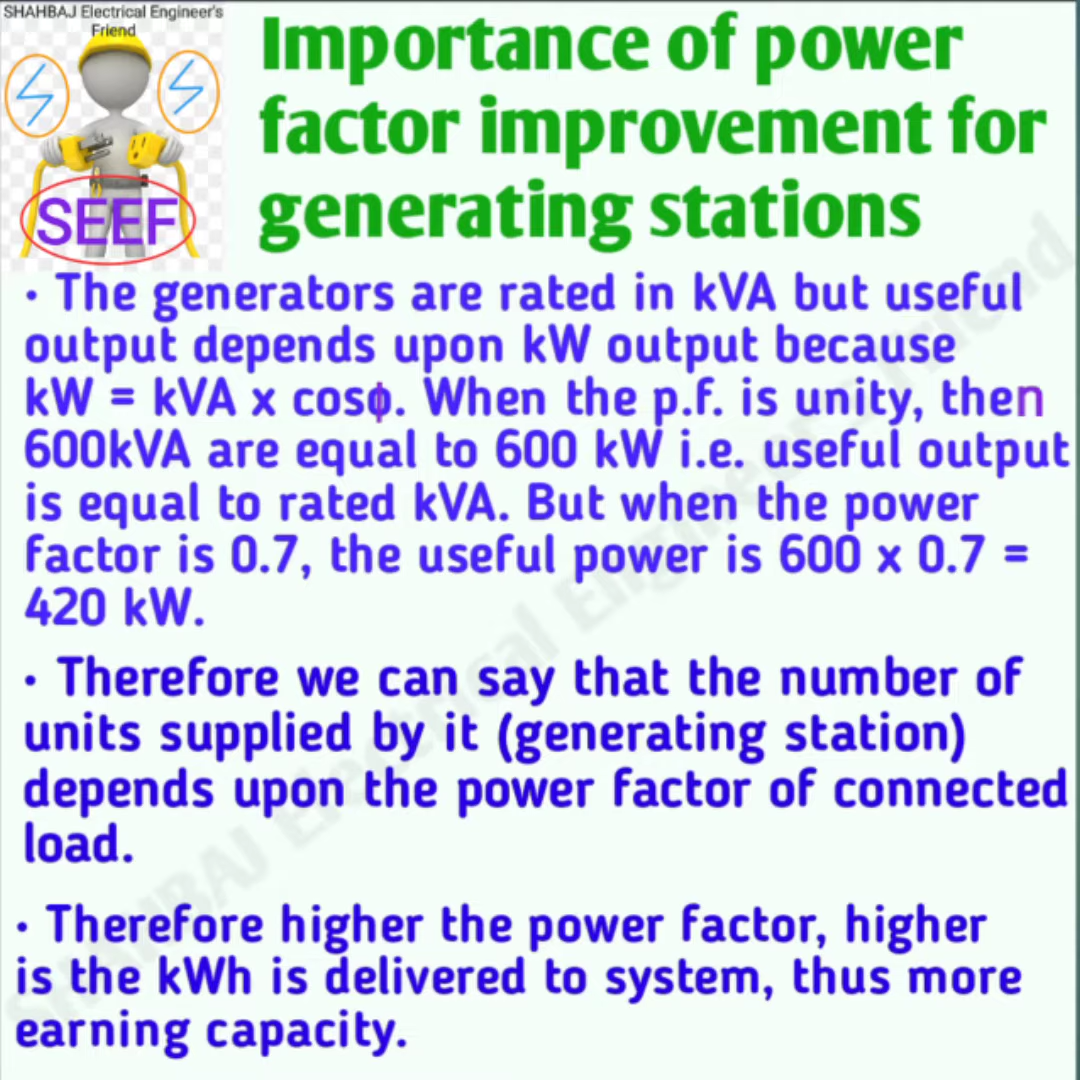 SHAHBAJ Electrical Engineer's
Friend
SEEF
Importance of power
factor improvement for
generating stations
• The generators are rated in kVA but useful
output depends upon kW output because
kW = kVA x cosϕ. When the p.f. is unity, then
600kVA are equal to 600 kW i.e. useful output
is equal to rated kVA. But when the power
factor is 0.7, the useful power is 600 x 0.7 =
420 kW.
• Therefore we can say that the number of
units supplied by it (generating station)
depends upon the power factor of connected
load.
• Therefore higher the power factor, higher
is the kWh is delivered to system, thus more
earning capacity.
SHAHBAJ Electrical Engineer's Friend